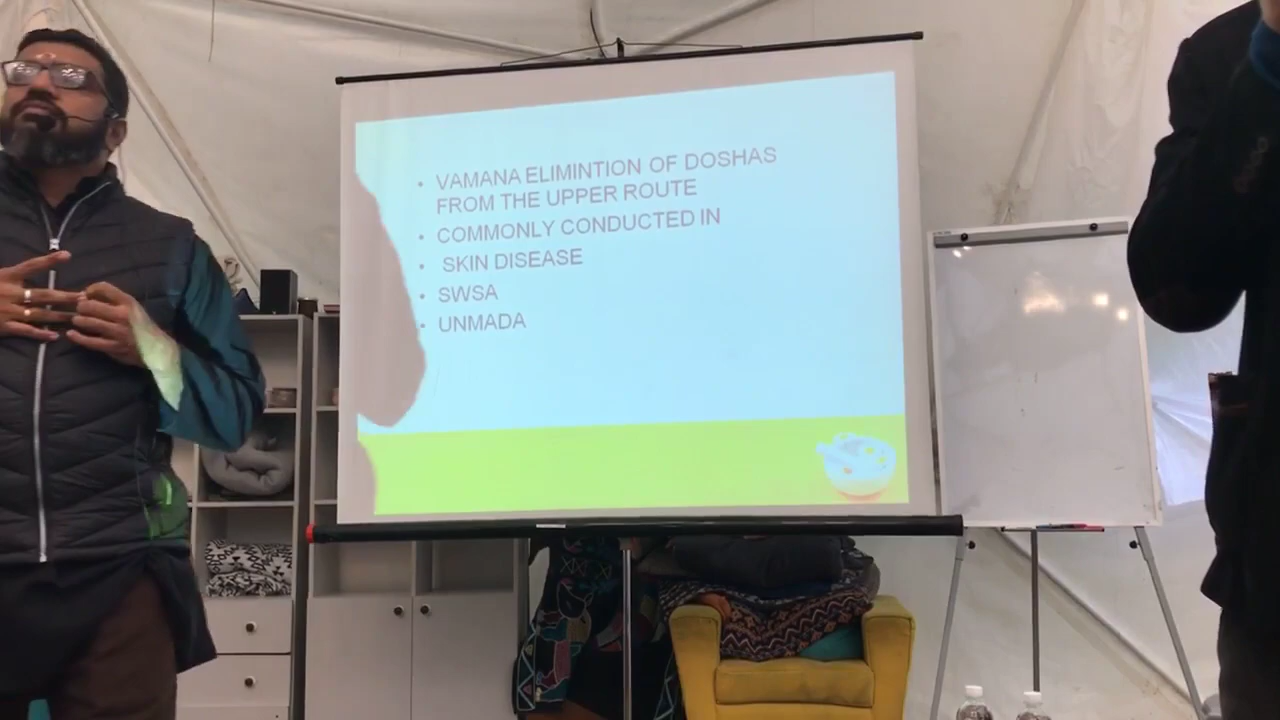 • VAMANA ELIMINTION OF DOSHAS
FROM THE UPPER ROUTE
• COMMONLY CONDUCTED IN
• SKIN DISEASE
• SWSA
• UNMADA